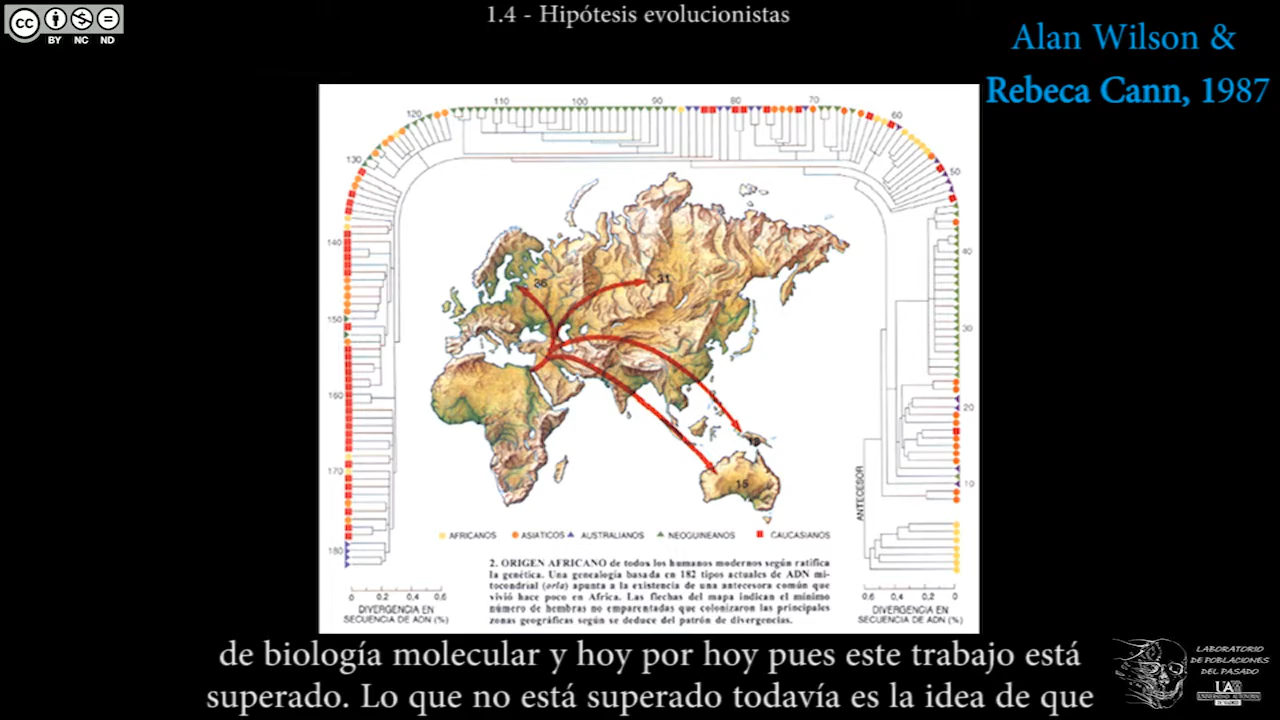 1.4 - Hipótesis evolucionistas
Alan Wilson &
Rebeca Cann, 1987
cc
BY NC ND
110 100 90 80 70
120
60
130
50
140
40
150
30
160
20
170
10
180
36
31
15
ANTECESOR
AFRICANOS ASIATICOS AUSTRALIANOS NEOGUINEANOS CAUCASIANOS
2. ORIGEN AFRICANO de todos los humanos modernos según ratifica
la genética. Una genealogía basada en 182 tipos actuales de ADN mi-
tocondrial (orla) apunta a la existencia de una antecesora común que
vivió hace poco en Africa. Las flechas del mapa indican el mínimo
número de hembras no emparentadas que colonizaron las principales
zonas geográficas según se deduce del patrón de divergencias.
0 0,2 0,4 0,6
DIVERGENCIA EN
SECUENCIA DE ADN (%)
0.6 0,4 0,2 0
DIVERGENCIA EN
SECUENCIA DE ADN (%)
de biología molecular y hoy por hoy pues este trabajo está
superado. Lo que no está superado todavía es la idea de que
LABORATORIO
DE POBLACIONES
DEL PASADO
UA